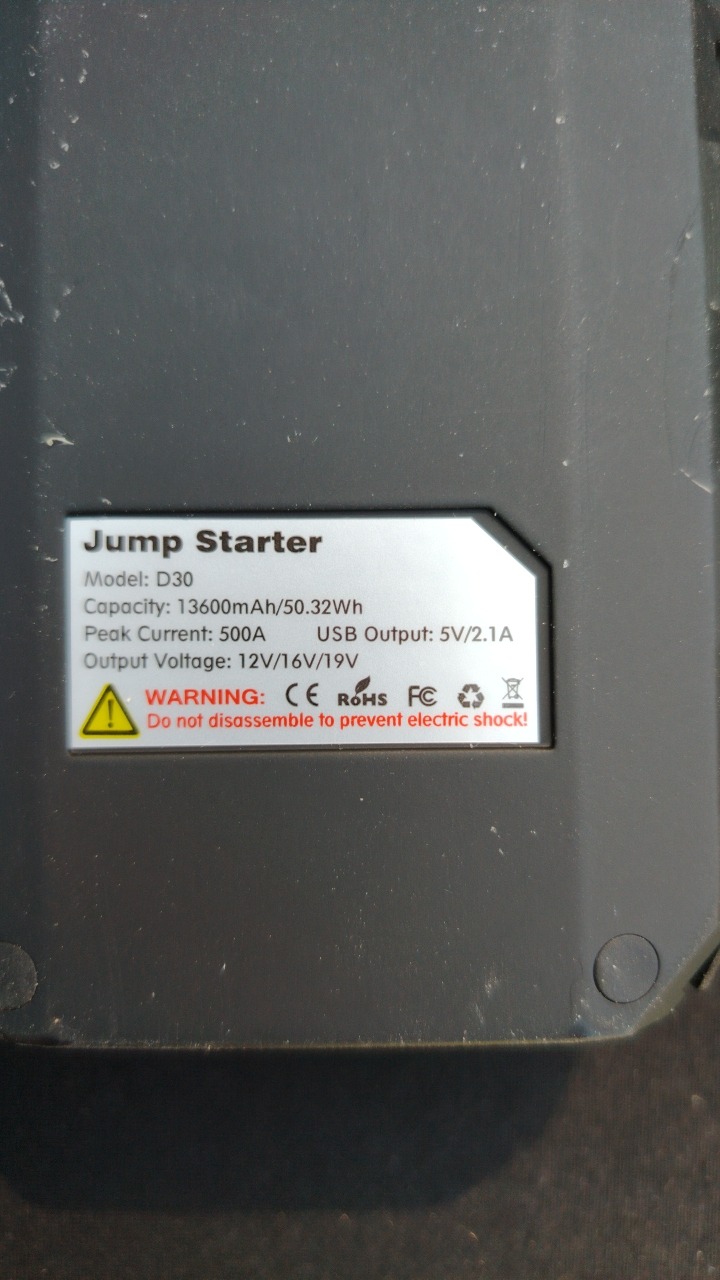 Jump Starter
Model: D30
Capacity: 13600mAh/50.32Wh
Peak Current: 500A USB Output: 5V/2.1A
Output Voltage: 12V/16V/19V
WARNING: CE RoHS FC
Do not disassemble to prevent electric shock!